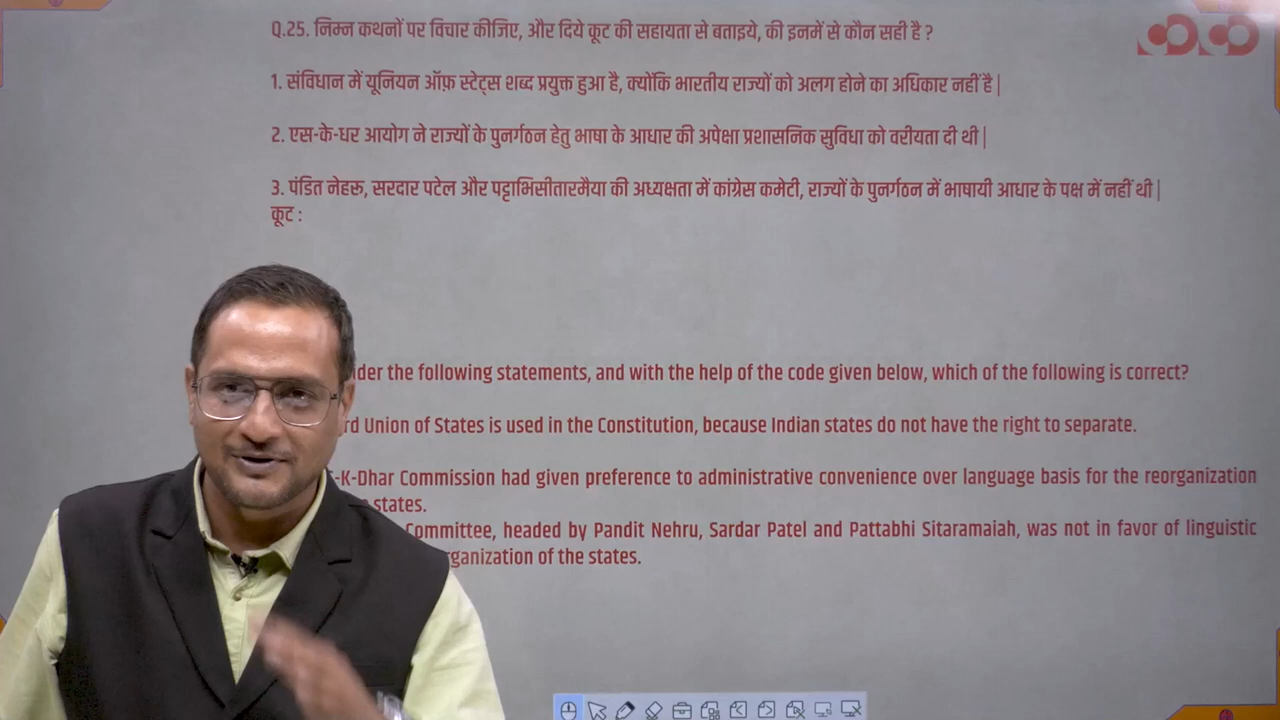 Q.25. निम्न कथनों पर विचार कीजिए, और दिये कूट की सहायता से बताइये, की इनमें से कौन सही है ?
1. संविधान में यूनियन ऑफ़ स्टेट्स शब्द प्रयुक्त हुआ है, क्योंकि भारतीय राज्यों को अलग होने का अधिकार नहीं है |
2. एस-के-धर आयोग ने राज्यों के पुनर्गठन हेतु भाषा के आधार की अपेक्षा प्रशासनिक सुविधा को वरीयता दी थी |
3. पंडित नेहरू, सरदार पटेल और पट्टाभिसीतारमैया की अध्यक्षता में कांग्रेस कमेटी, राज्यों के पुनर्गठन में भाषायी आधार के पक्ष में नहीं थी |
कूट :
der the following statements, and with the help of the code given below, which of the following is correct?
rd Union of States is used in the Constitution, because Indian states do not have the right to separate.
-K-Dhar Commission had given preference to administrative convenience over language basis for the reorganization
states.
Committee, headed by Pandit Nehru, Sardar Patel and Pattabhi Sitaramaiah, was not in favor of linguistic
ganization of the states.